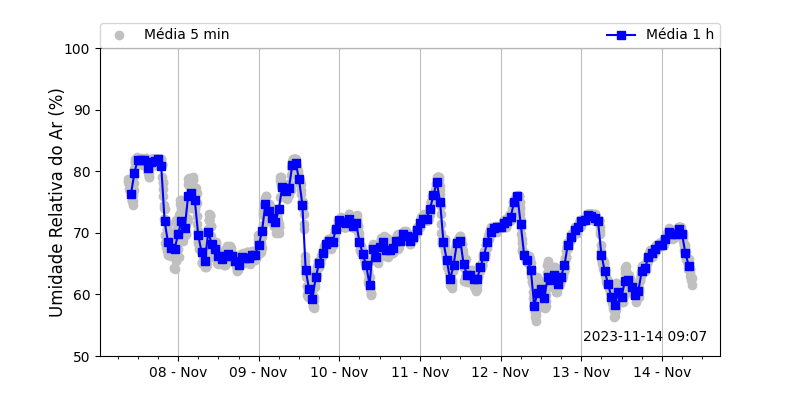 Média 5 min
Média 1 h
Umidade Relativa do Ar (%)
100
90
80
70
60
50
2023-11-14 09:07
08 - Nov
09 - Nov
10 - Nov
11 - Nov
12 - Nov
13 - Nov
14 - Nov